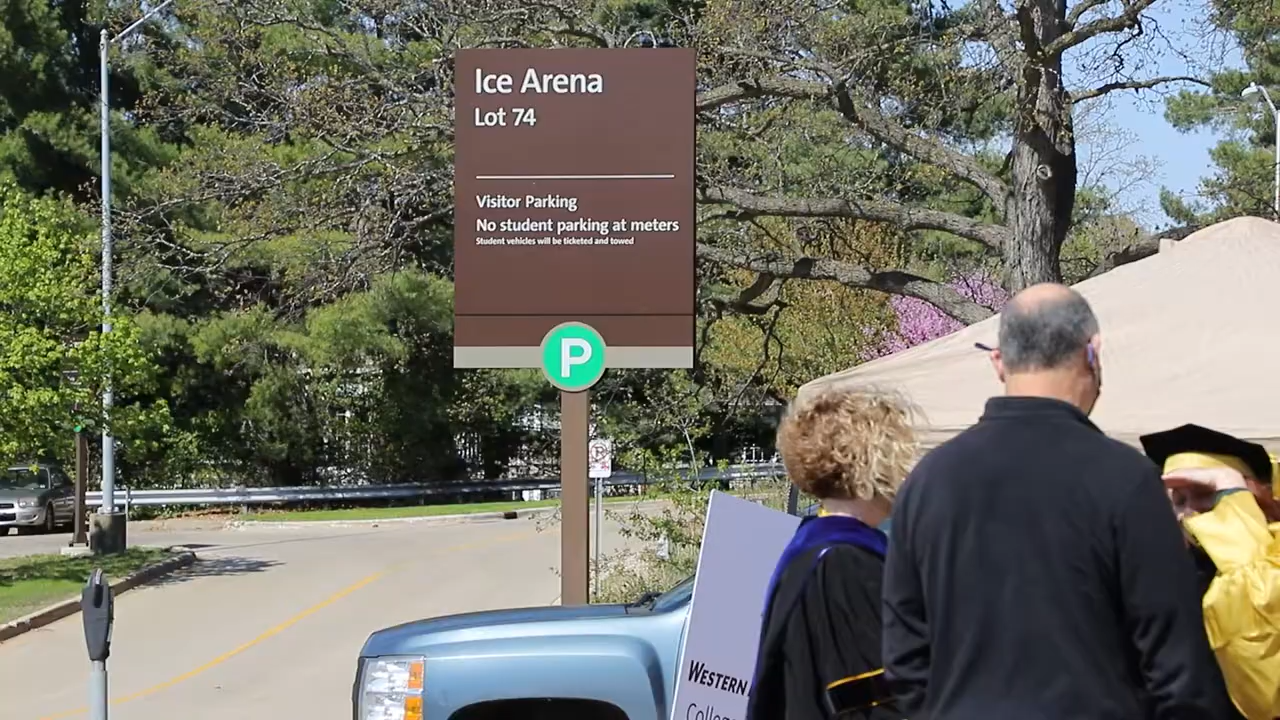 Ice Arena
Lot 74
Visitor Parking
No student parking at meters
Student vehicles will be ticketed and towed
P
P
WESTERN